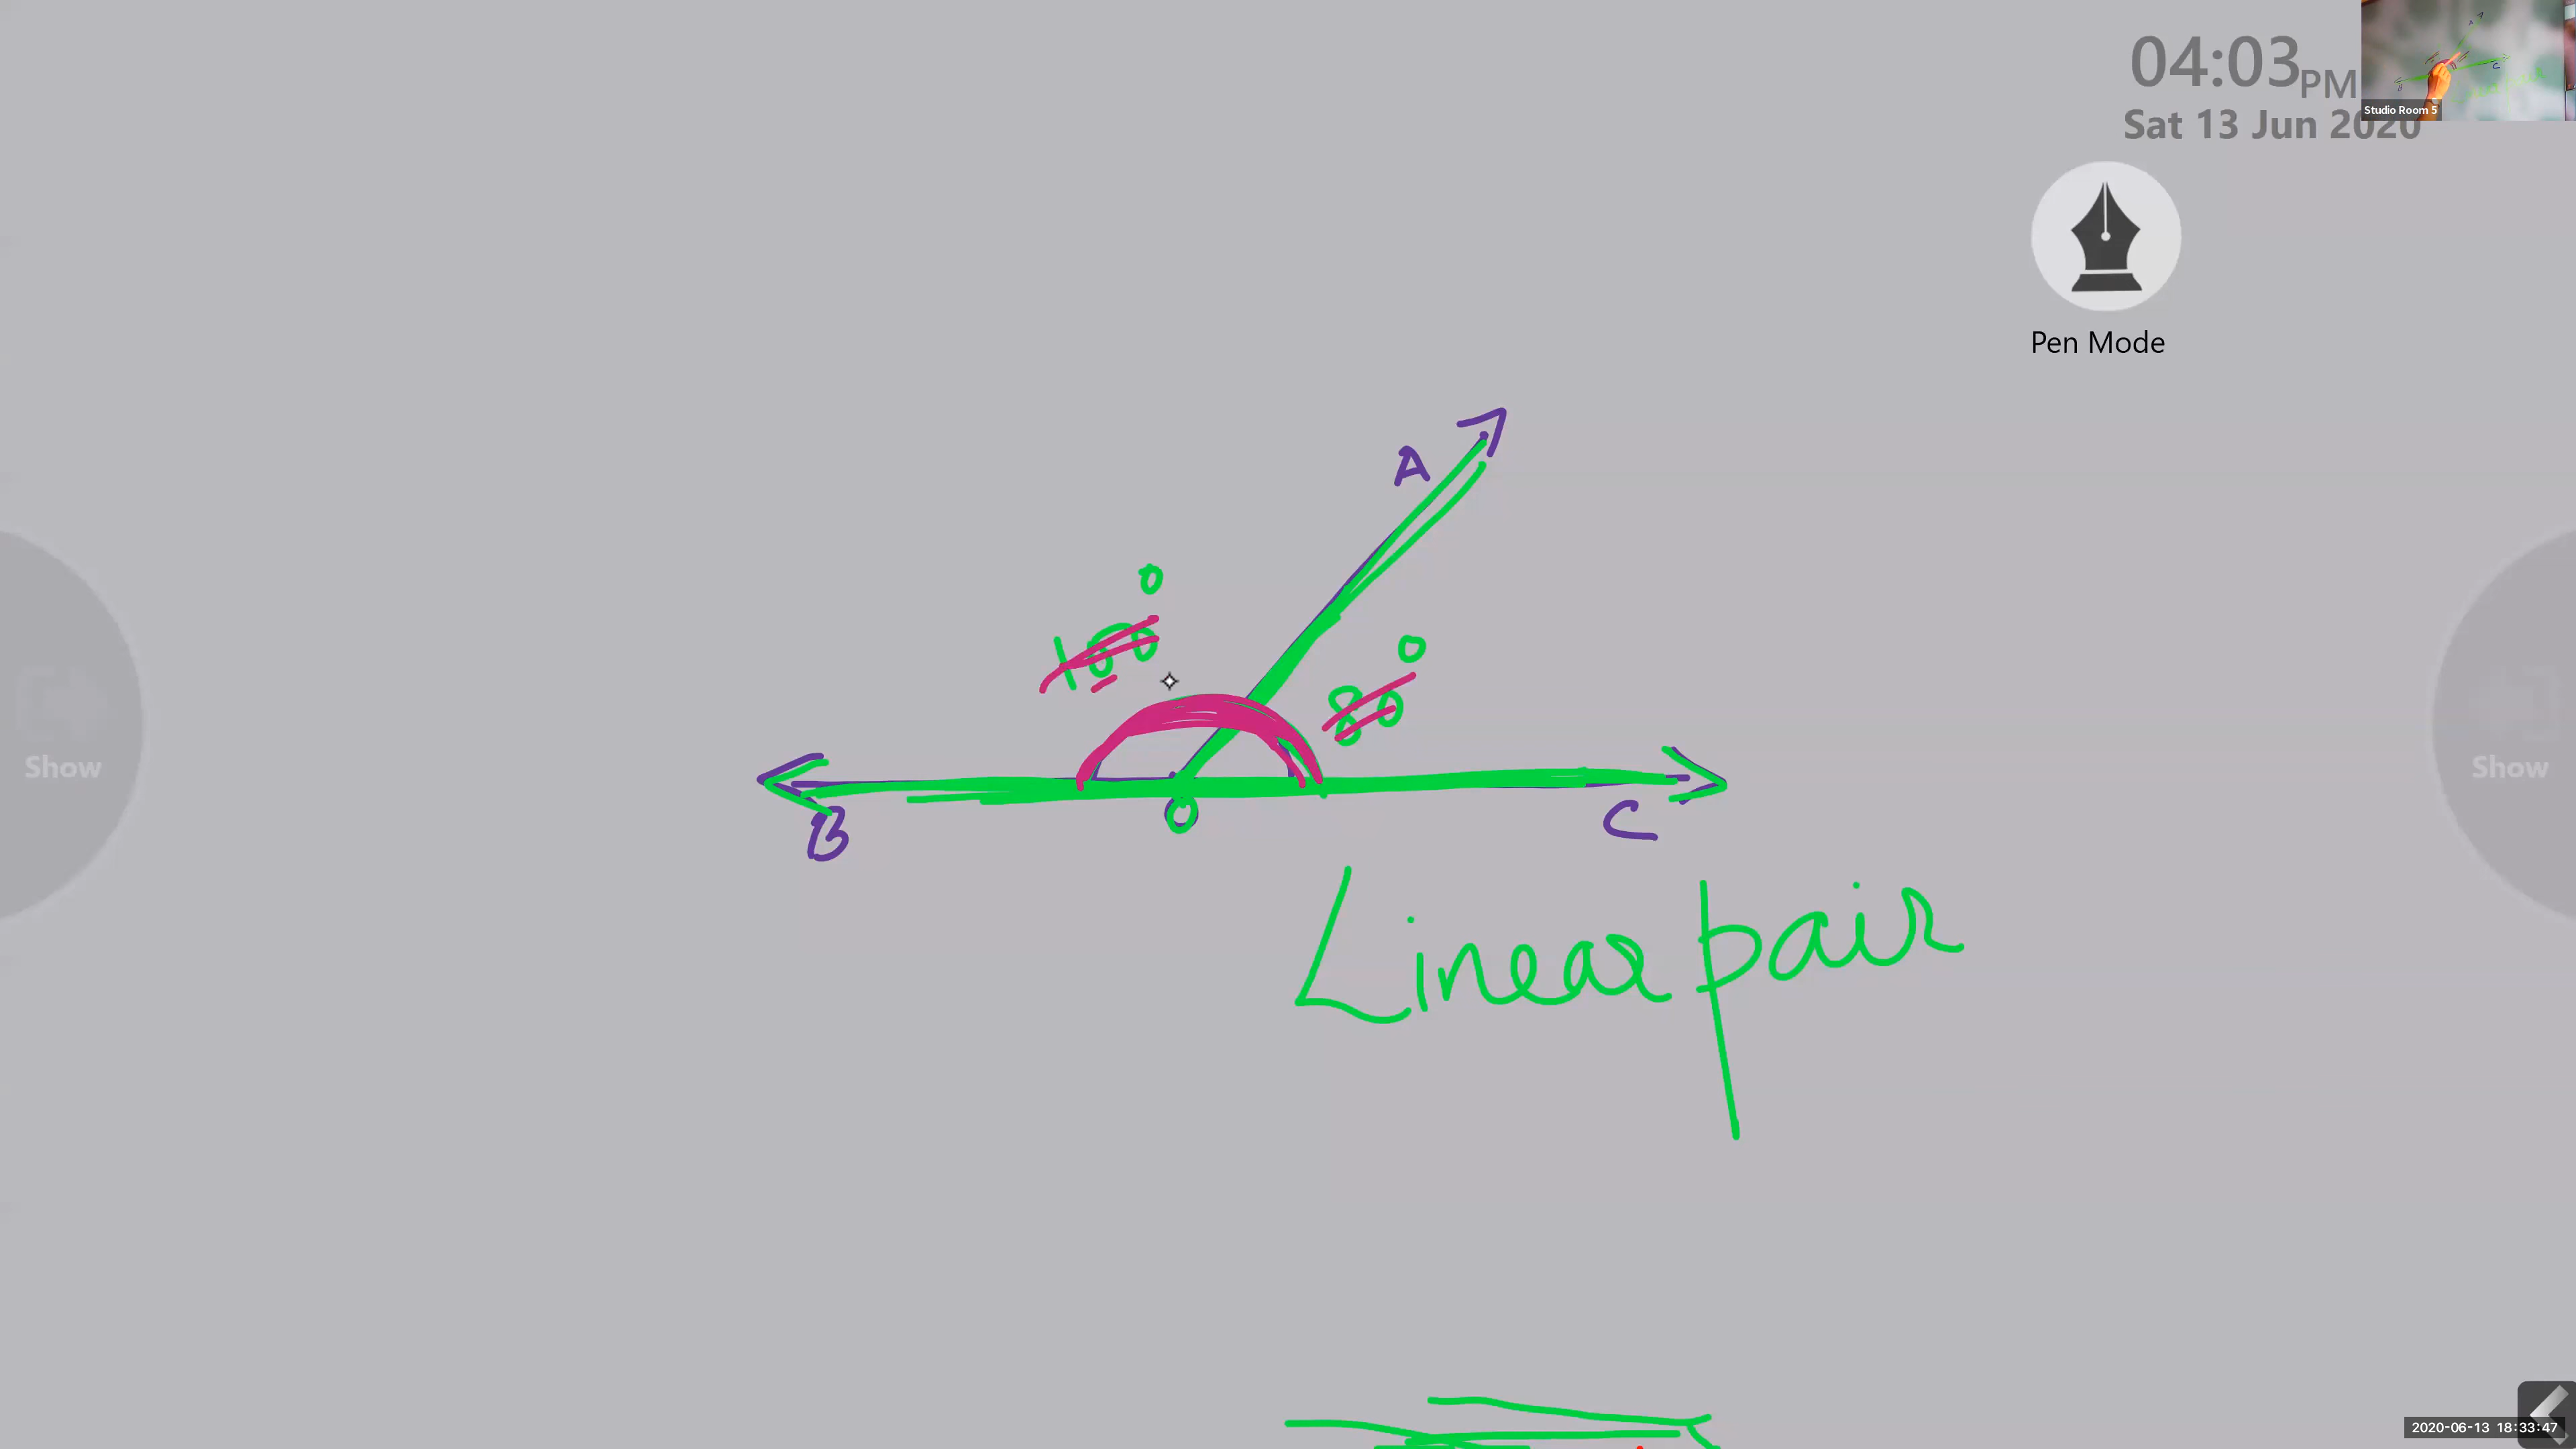 04:03PM
Studio Room 5
Sat 13 Jun 2020
Pen Mode
A
100°
80°
Show
Show
B
O
C
Linear pair
2020-06-13 18:33:47